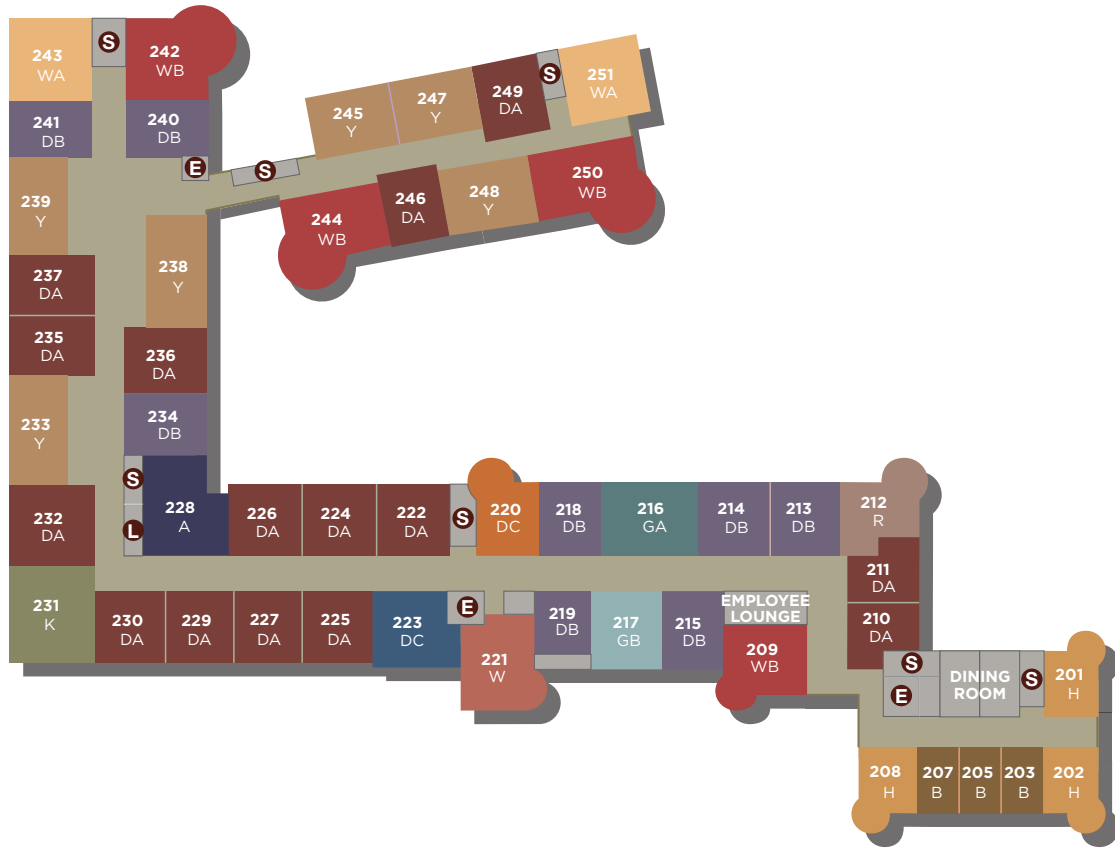 243
WA
S
242
WB
241
DB
240
DB
E
S
245
Y
247
Y
249
DA
S
251
WA
244
WB
246
DA
248
Y
250
WB
239
Y
238
Y
237
DA
235
DA
236
DA
233
Y
234
DB
S
L
228
A
232
DA
231
K
226
DA
224
DA
222
DA
S
220
DC
218
DB
216
GA
214
DB
213
DB
212
R
211
DA
210
DA
230
DA
229
DA
227
DA
225
DA
223
DC
E
221
W
219
DB
217
GB
215
DB
EMPLOYEE
LOUNGE
209
WB
S
E
DINING
ROOM
S
201
H
208
H
207
B
205
B
203
B
202
H